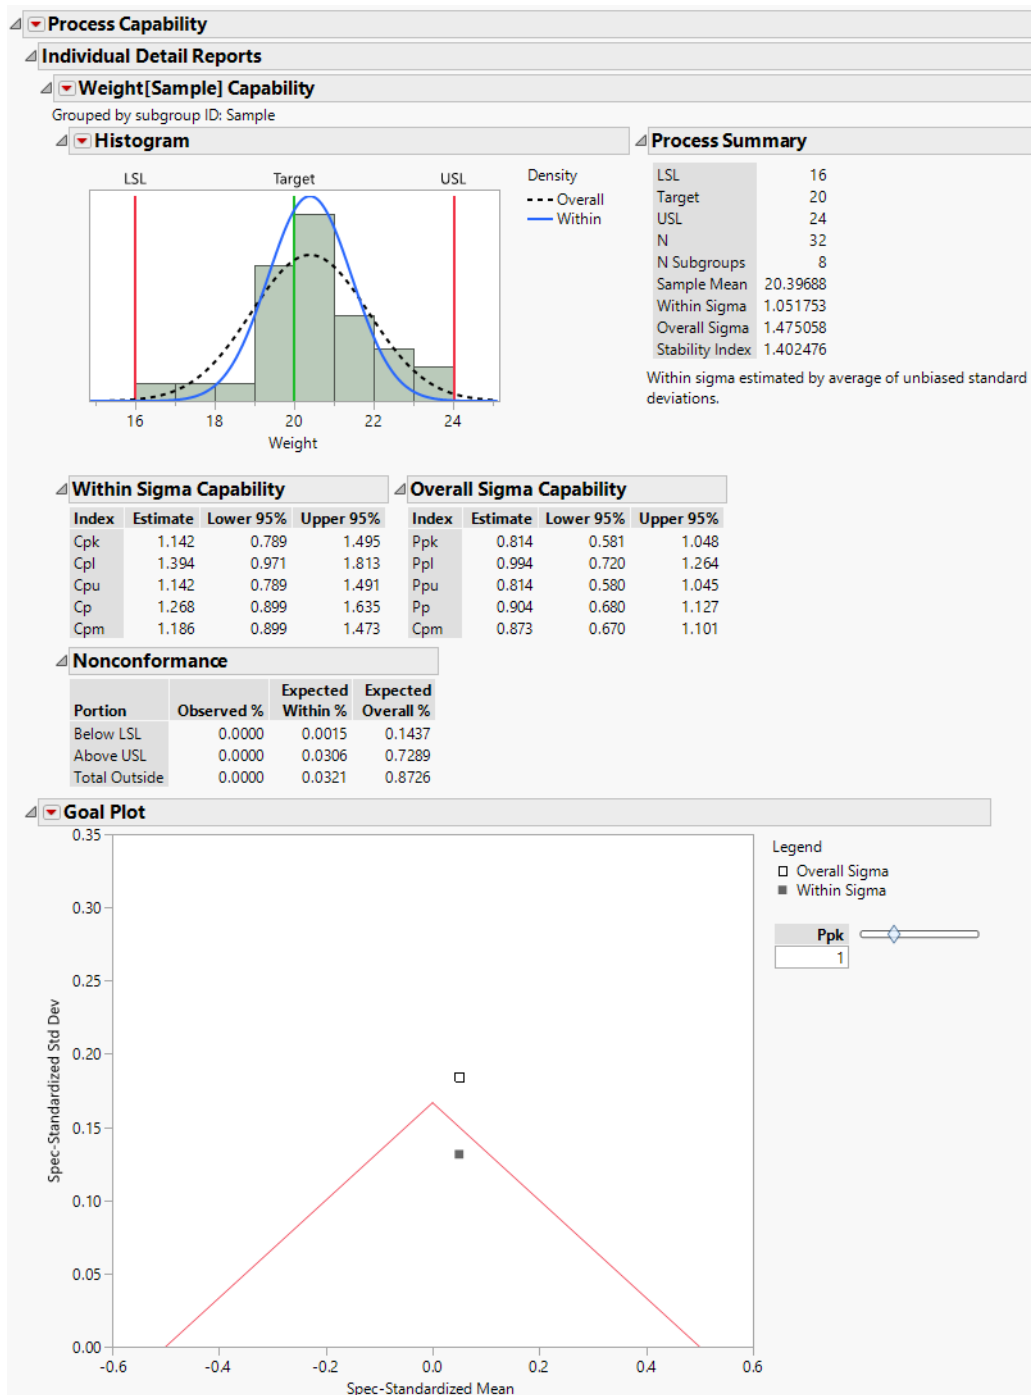 Process Capability
Individual Detail Reports
Weight[Sample] Capability
Grouped by subgroup ID: Sample
Histogram
LSL Target USL
16 18 20 22 24
Weight
Density
Overall
Within
Process Summary
LSL 16
Target 20
USL 24
N 32
N Subgroups 8
Sample Mean 20.39688
Within Sigma 1.051753
Overall Sigma 1.475058
Stability Index 1.402476
Within sigma estimated by average of unbiased standard
deviations.
Within Sigma Capability
Index Estimate Lower 95% Upper 95%
Cpk 1.142 0.789 1.495
Cpl 1.394 0.971 1.813
Cpu 1.142 0.789 1.491
Cp 1.268 0.899 1.635
Cpm 1.186 0.899 1.473
Overall Sigma Capability
Index Estimate Lower 95% Upper 95%
Ppk 0.814 0.581 1.048
Ppl 0.994 0.720 1.264
Ppu 0.814 0.580 1.045
Pp 0.904 0.680 1.127
Cpm 0.873 0.670 1.101
Nonconformance
Expected Expected
Portion Observed % Within % Overall %
Below LSL 0.0000 0.0015 0.1437
Above USL 0.0000 0.0306 0.7289
Total Outside 0.0000 0.0321 0.8726
Goal Plot
Spec-Standardized Std Dev
0.35
0.30
0.25
0.20
0.15
0.10
0.05
0.00
-0.6 -0.4 -0.2 0.0 0.2 0.4 0.6
Spec-Standardized Mean
Legend
Overall Sigma
Within Sigma
Ppk
1